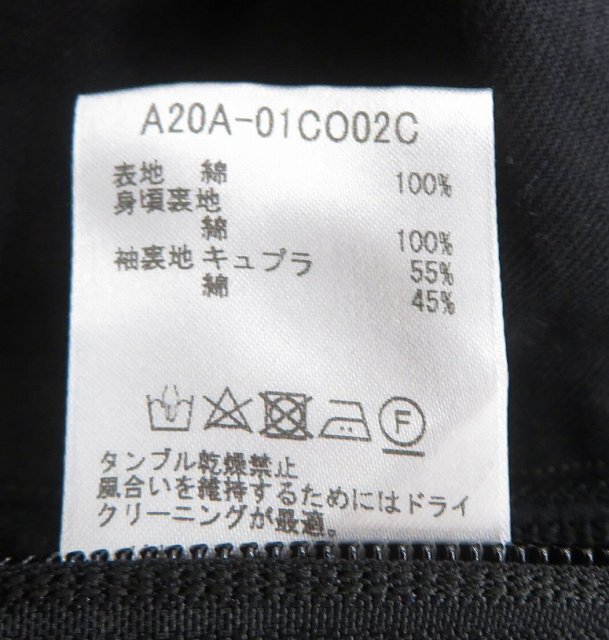 A20A-01CO02C
表地 綿 100%
身頃裏地
綿 100%
袖裏地 キュプラ 55%
綿 45%
F
タンブル乾燥禁止
風合いを維持するためにはドライ
クリーニングが最適。